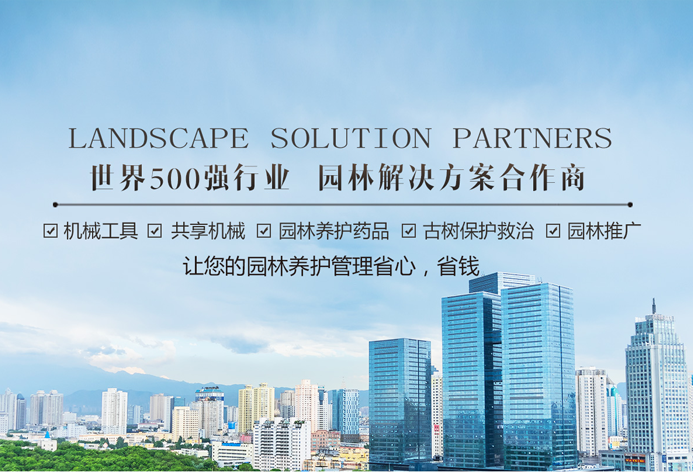 LANDSCAPE SOLUTION PARTNERS
世界500强行业 园林解决方案合作商
☑ 机械工具 ☑ 共享机械 ☑ 园林养护药品 ☑ 古树保护救治 ☑ 园林推广
让您的园林养护管理省心，省钱